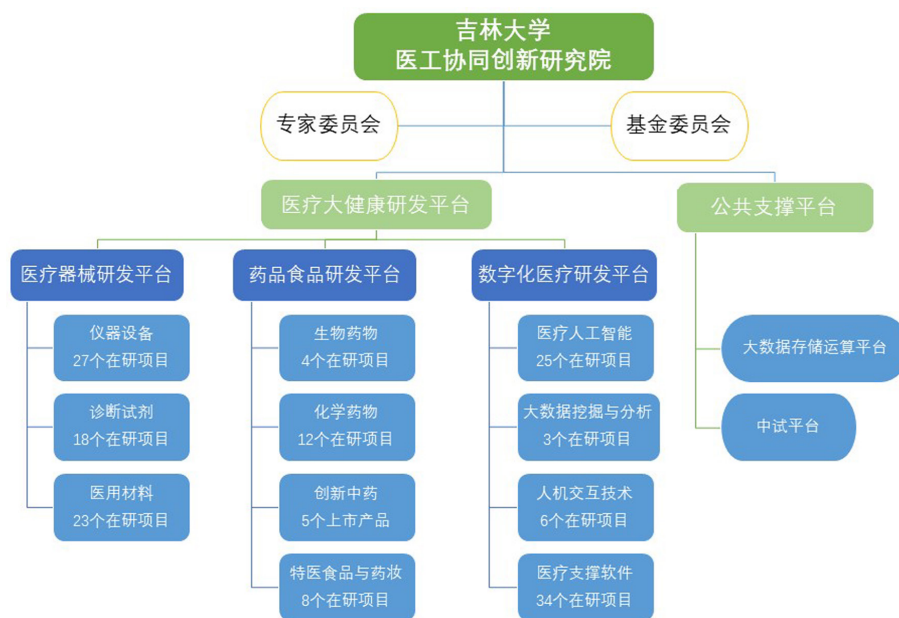 吉林大学
医工协同创新研究院
专家委员会
基金委员会
医疗大健康研发平台
公共支撑平台
医疗器械研发平台
仪器设备
27个在研项目
诊断试剂
18个在研项目
医用材料
23个在研项目
药品食品研发平台
生物药物
4个在研项目
化学药物
12个在研项目
创新中药
5个上市产品
特医食品与药妆
8个在研项目
数字化医疗研发平台
医疗人工智能
25个在研项目
大数据挖掘与分析
3个在研项目
人机交互技术
6个在研项目
医疗支撑软件
34个在研项目
大数据存储运算平台
中试平台